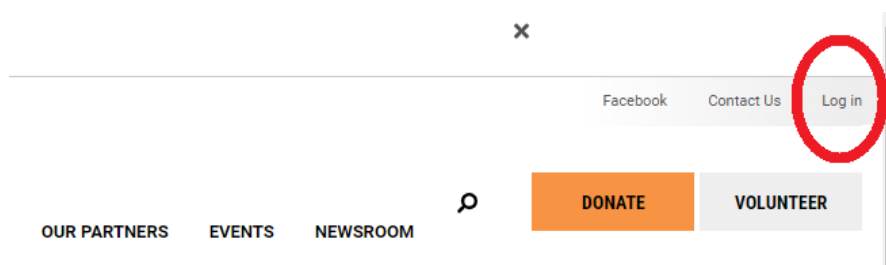 Facebook Contact Us Log in
DONATE VOLUNTEER
OUR PARTNERS EVENTS NEWSROOM